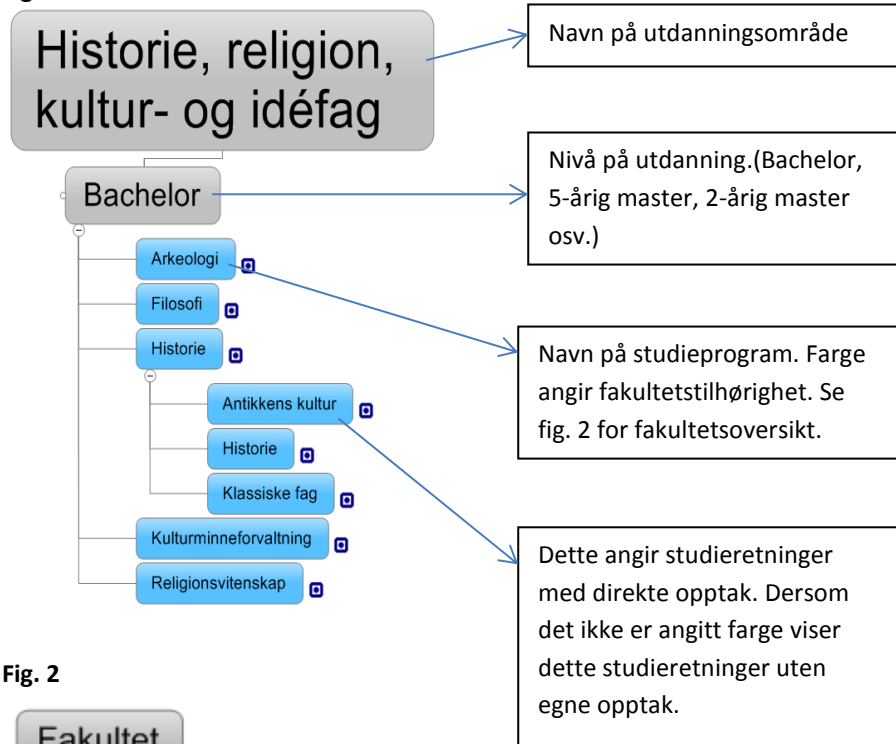 Historie, religion,
kultur- og idéfag
Navn på utdanningsområde
Bachelor
Nivå på utdanning.(Bachelor,
5-årig master, 2-årig master
osv.)
Arkeologi
Filosofi
Historie
Antikkens kultur
Historie
Klassiske fag
Kulturminneforvaltning
Religionsvitenskap
Navn på studieprogram. Farge
angir fakultetstilhørighet. Se
fig. 2 for fakultetsoversikt.
Dette angir studieretninger
med direkte opptak. Dersom
det ikke er angitt farge viser
dette studieretninger uten
egne opptak.
Fig. 2
Fakultet